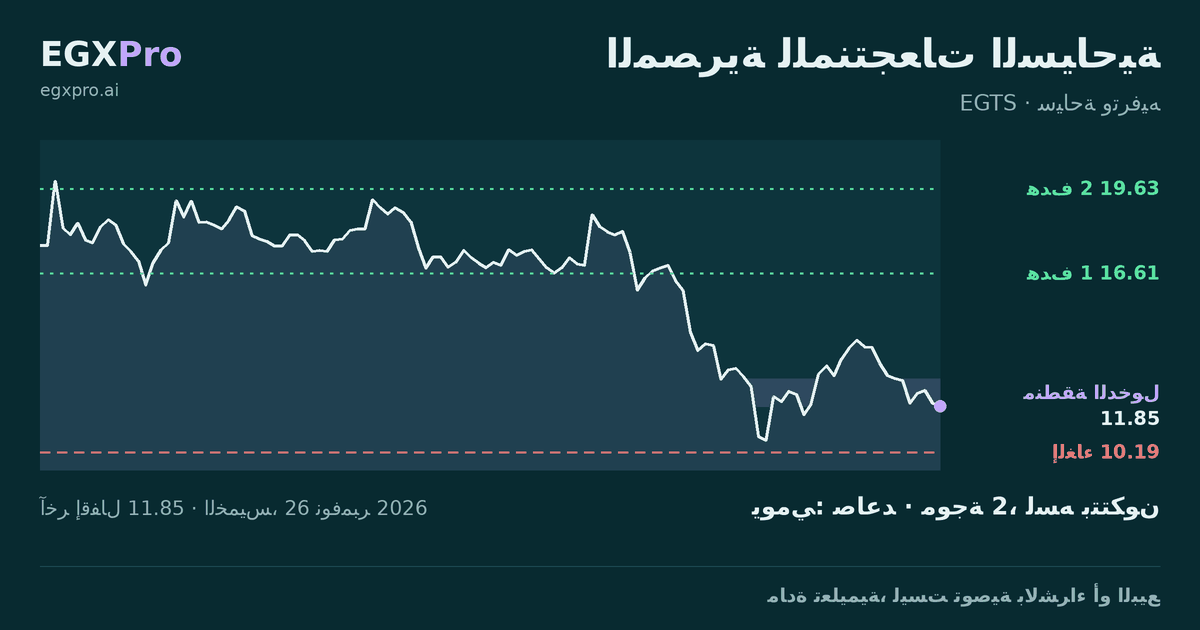 EGXPro
المصرية للمنتجعات السياحية
egxpro.ai
EGTS · سياحة وترفيه
هدف 2 19.63
هدف 1 16.61
منطقة الدخول
11.85
إلغاء 10.19
يومي: صاعد · موجة 2، لسه بتتكون
آخر إقفال 11.85 · الخميس، 26 نوفمبر 2026
مادة تعليمية، ليست توصية بالشراء أو البيع